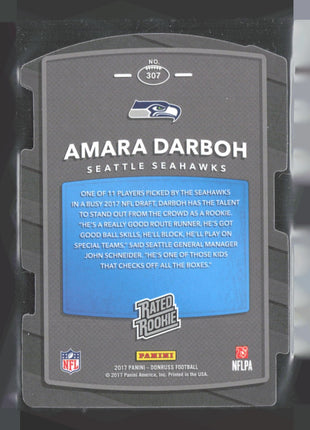 NO.
307
AMARA DARBOH
SEATTLE SEAHAWKS
ONE OF 11 PLAYERS PICKED BY THE SEAHAWKS
IN A BUSY 2017 NFL DRAFT, DARBOH HAS THE TALENT
TO STAND OUT FROM THE CROWD AS A ROOKIE.
"HE'S A REALLY GOOD ROUTE RUNNER, HE'S GOT
GOOD BALL SKILLS, HE'LL BLOCK, HE'LL PLAY ON
SPECIAL TEAMS," SAID SEATTLE GENERAL MANAGER
JOHN SCHNEIDER. "HE'S ONE OF THOSE KIDS
THAT CHECKS OFF ALL THE BOXES."
RATED
ROOKIE
NFL
PANINI
NFLPA
2017 PANINI – DONRUSS FOOTBALL
© 2017 Panini America, Inc. Printed in the USA.